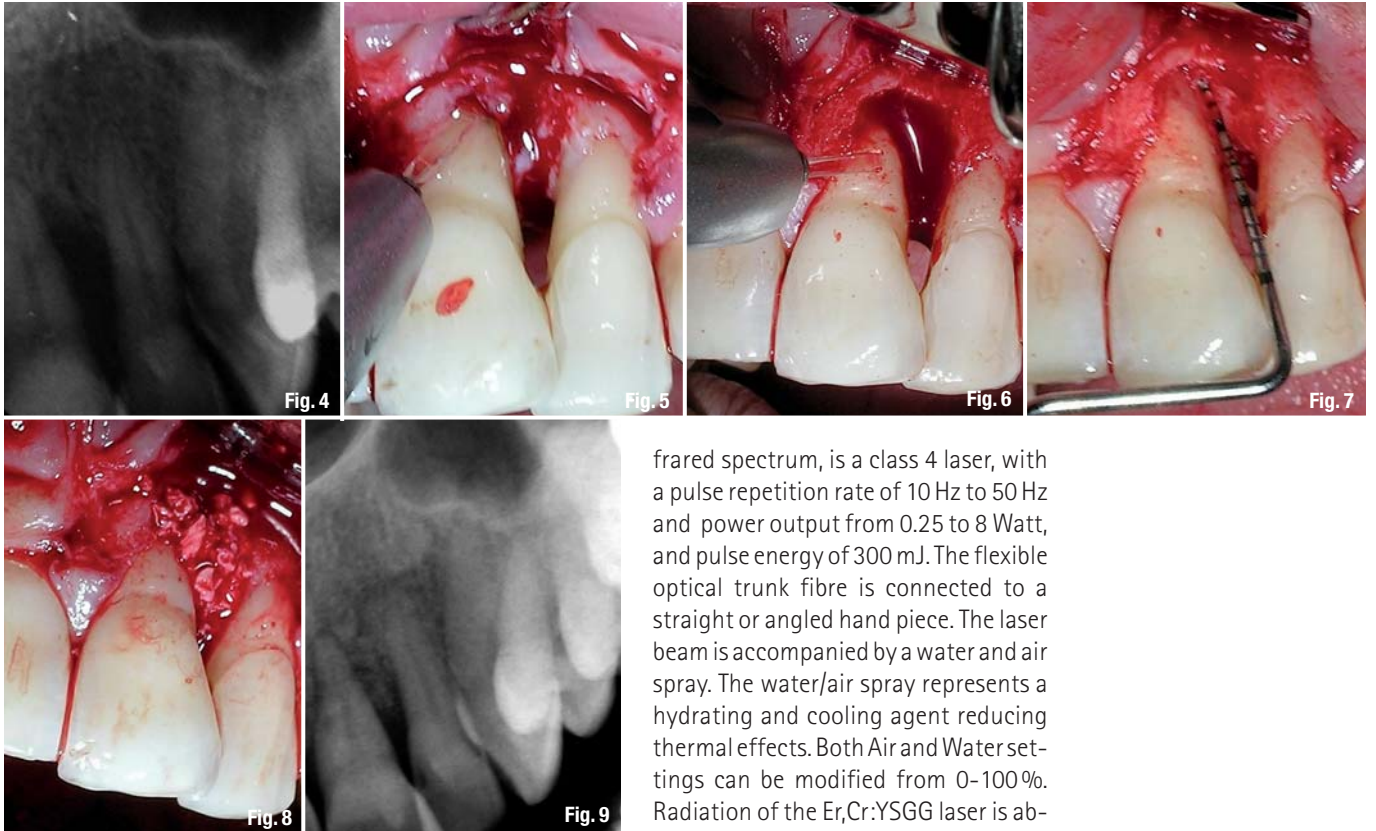 Fig. 4
Fig. 5
Fig. 6
Fig. 7
Fig. 8
Fig. 9
frared spectrum, is a class 4 laser, with
a pulse repetition rate of 10 Hz to 50 Hz
and power output from 0.25 to 8 Watt,
and pulse energy of 300 mJ. The flexible
optical trunk fibre is connected to a
straight or angled hand piece. The laser
beam is accompanied by a water and air
spray. The water/air spray represents a
hydrating and cooling agent reducing
thermal effects. Both Air and Water set-
tings can be modified from 0-100 %.
Radiation of the Er,Cr:YSGG laser is ab-